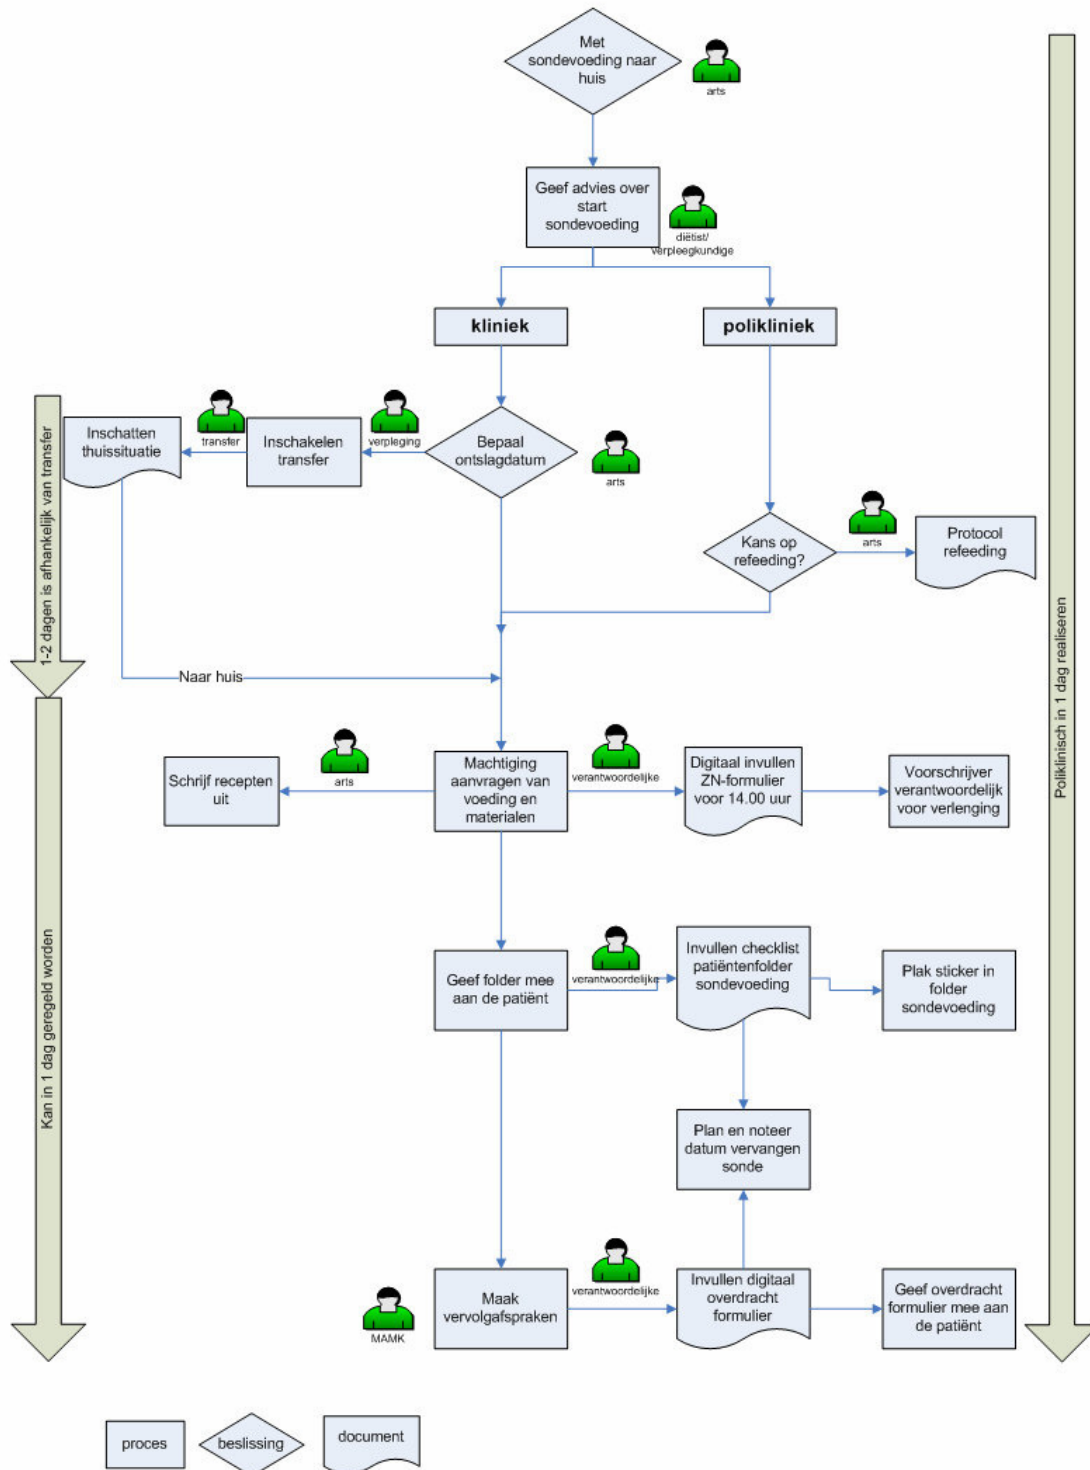 Met
sondevoeding naar
huis
arts
Geef advies over
start
sondevoeding
diëtist/
verpleegkundige
kliniek
polikliniek
Inschatten
thuissituatie
transfer
Inschakelen
transfer
verpleging
Bepaal
ontslagdatum
arts
Kans op
refeeding?
arts
Protocol
refeeding
1-2 dagen is afhankelijk van transfer
Poliklinisch in 1 dag realiseren
Naar huis
Schrijf recepten
uit
arts
Machtiging
aanvragen van
voeding en
materialen
verantwoordelijke
Digitaal invullen
ZN-formulier
voor 14.00 uur
Voorschrijver
verantwoordelijk
voor verlenging
Kan in 1 dag geregeld worden
Geef folder mee
aan de patiënt
verantwoordelijke
Invullen checklist
patiëntenfolder
sondevoeding
Plak sticker in
folder
sondevoeding
Plan en noteer
datum vervangen
sonde
MAMK
Maak
vervolgafspraken
verantwoordelijke
Invullen digitaal
overdracht
formulier
Geef overdracht
formulier mee aan
de patiënt
proces
beslissing
document